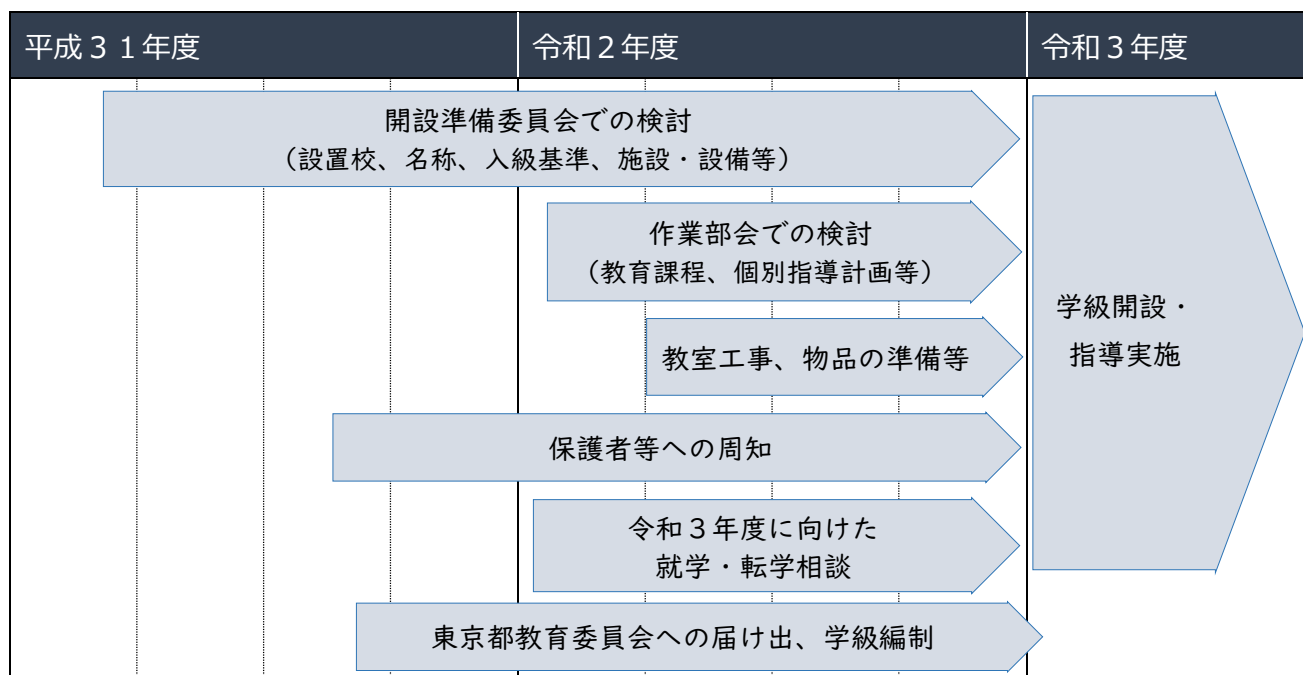 平成３１年度
令和２年度
令和３年度
開設準備委員会での検討
（設置校、名称、入級基準、施設・設備等）
作業部会での検討
（教育課程、個別指導計画等）
教室工事、物品の準備等
保護者等への周知
令和３年度に向けた
就学・転学相談
東京都教育委員会への届け出、学級編制
学級開設・
指導実施